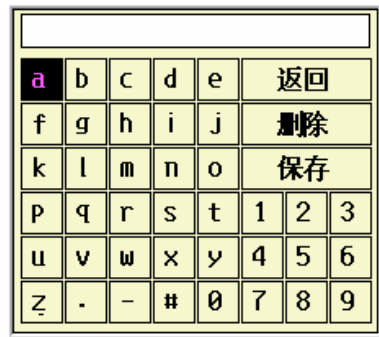 a b c d e 返回
f g h i j 删除
k l m n o 保存
p q r s t 1 2 3
u v w x y 4 5 6
z . - # 0 7 8 9